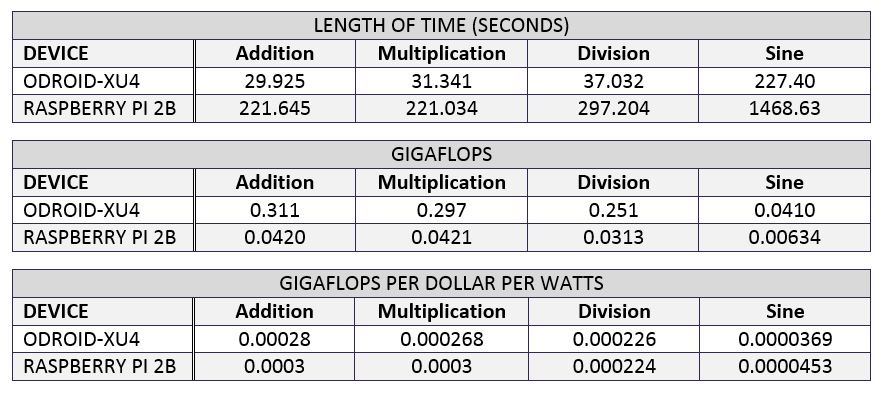 LENGTH OF TIME (SECONDS)
DEVICE Addition Multiplication Division Sine
ODROID-XU4 29.925 31.341 37.032 227.40
RASPBERRY PI 2B 221.645 221.034 297.204 1468.63
GIGAFLOPS
DEVICE Addition Multiplication Division Sine
ODROID-XU4 0.311 0.297 0.251 0.0410
RASPBERRY PI 2B 0.0420 0.0421 0.0313 0.00634
GIGAFLOPS PER DOLLAR PER WATTS
DEVICE Addition Multiplication Division Sine
ODROID-XU4 0.00028 0.000268 0.000226 0.0000369
RASPBERRY PI 2B 0.0003 0.0003 0.000224 0.0000453